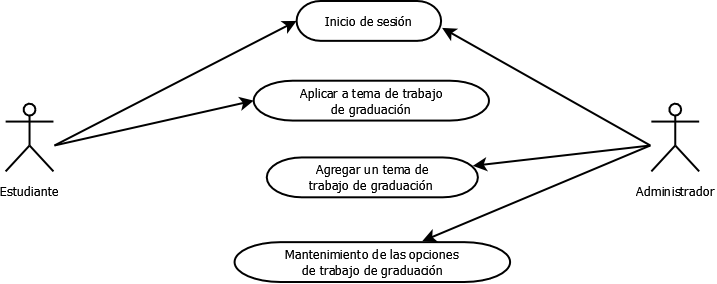 Inicio de sesión
Aplicar a tema de trabajo
de graduación
Agregar un tema de
trabajo de graduación
Estudiante
Administrador
Mantenimiento de las opciones
de trabajo de graduación